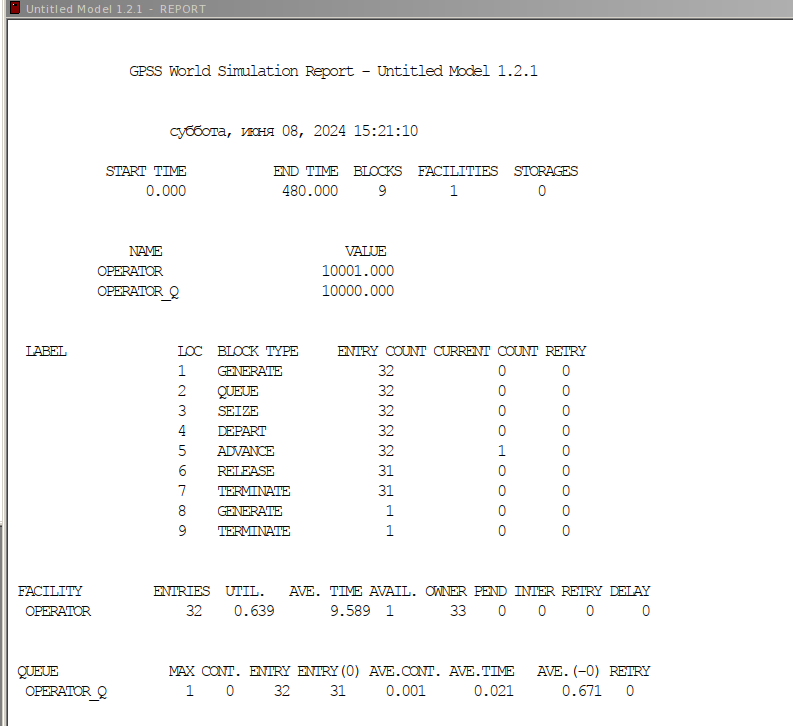 Untitled Model 1.2.1 - REPORT
GPSS World Simulation Report - Untitled Model 1.2.1
суббота, июня 08, 2024 15:21:10
START TIME END TIME BLOCKS FACILITIES STORAGES
0.000 480.000 9 1 0
NAME VALUE
OPERATOR 10001.000
OPERATOR_Q 10000.000
LABEL LOC BLOCK TYPE ENTRY COUNT CURRENT COUNT RETRY
1 GENERATE 32 0 0
2 QUEUE 32 0 0
3 SEIZE 32 0 0
4 DEPART 32 0 0
5 ADVANCE 32 1 0
6 RELEASE 31 0 0
7 TERMINATE 31 0 0
8 GENERATE 1 0 0
9 TERMINATE 1 0 0
FACILITY ENTRIES UTIL. AVE. TIME AVAIL. OWNER PEND INTER RETRY DELAY
OPERATOR 32 0.639 9.589 1 33 0 0 0 0
QUEUE MAX CONT. ENTRY ENTRY(0) AVE.CONT. AVE.TIME AVE.(-0) RETRY
OPERATOR_Q 1 0 32 31 0.001 0.021 0.671 0